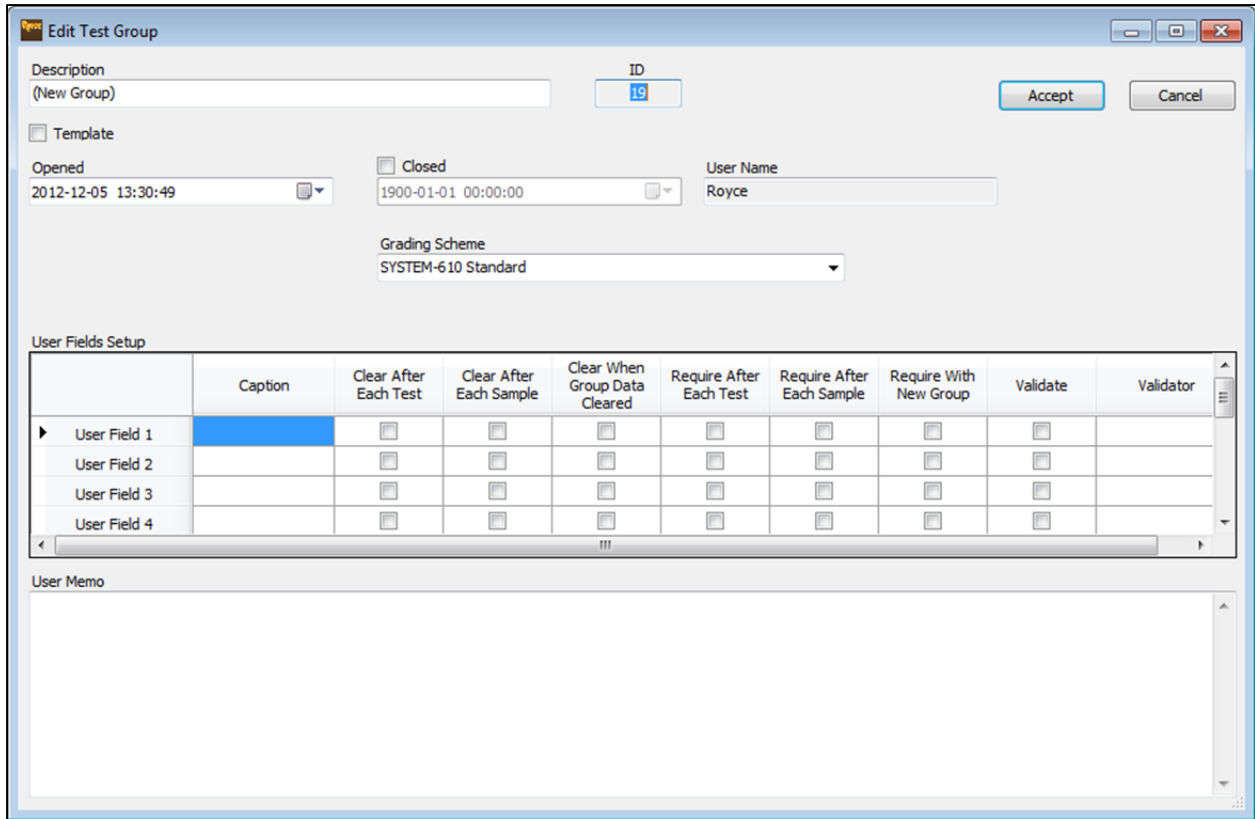 Royce Edit Test Group
Description ID
(New Group) 19 Accept Cancel
Template
Opened Closed User Name
2012-12-05 13:30:49 1900-01-01 00:00:00 Royce
Grading Scheme
SYSTEM-610 Standard
User Fields Setup
Caption Clear After Each Test Clear After Each Sample Clear When Group Data Cleared Require After Each Test Require After Each Sample Require With New Group Validate Validator
User Field 1
User Field 2
User Field 3
User Field 4
User Memo